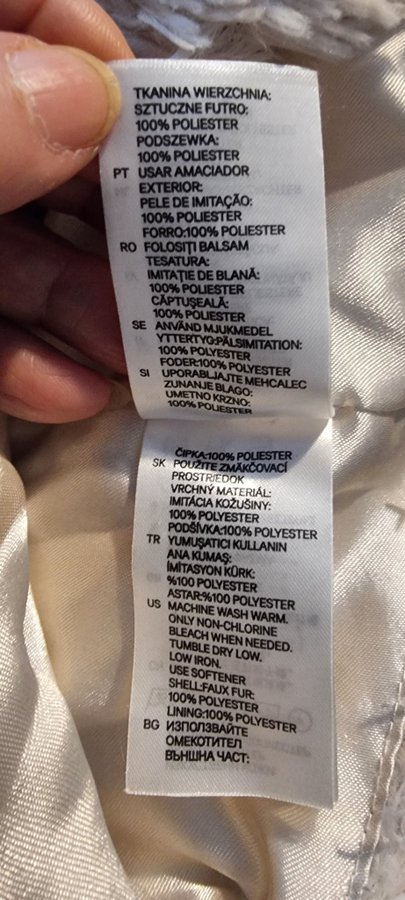 TKANINA WIERZCHNIA:
SZTUCZNE FUTRO:
100% POLIESTER
PODSZEWKA:
100% POLIESTER
PT USAR AMACIADOR
EXTERIOR:
PELE DE IMITAÇÃO:
100% POLIESTER
FORRO:100% POLIESTER
RO FOLOSITI BALSAM
TESATURA:
IMITAȚIE DE BLANĂ:
100% POLIESTER
CĂPTUȘEALĂ:
100% POLIESTER
SE ANVÄND MJUKMEDEL
YTTERTYG:PÄLSIMITATION:
100% POLYESTER
FODER:100% POLYESTER
SI UPORABLJAJTE MEHCALEC
ZUNANJE BLAGO:
UMETNO KRZNO:
100% POLIESTER
ČIPKA:100% POLIESTER
SK POUŽITE ZMÄKČOVACÍ
PROSTRIEDOK
VRCHNÝ MATERIÁL:
IMITÁCIA KOŽUŠINY:
100% POLYESTER
PODŠÍVKA:100% POLYESTER
TR YUMUŞATICI KULLANIN
ANA KUMAŞ:
İMİTASYON KÜRK:
%100 POLYESTER
ASTAR:%100 POLYESTER
US MACHINE WASH WARM.
ONLY NON-CHLORINE
BLEACH WHEN NEEDED.
TUMBLE DRY LOW.
LOW IRON.
USE SOFTENER
SHELL:FAUX FUR:
100% POLYESTER
LINING:100% POLYESTER
BG ИЗПОЛЗВАЙТЕ
ОМЕКОТИТЕЛ
ВЪНШНА ЧАСТ: